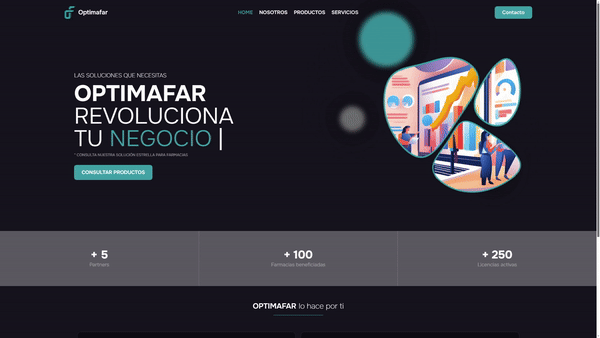 Optimafar
HOME NOSOTROS PRODUCTOS SERVICIOS
Contacto
LAS SOLUCIONES QUE NECESITAS
OPTIMAFAR
REVOLUCIONA
TU NEGOCIO |
* CONSULTA NUESTRA SOLUCIÓN ESTRELLA PARA FARMACIAS
CONSULTAR PRODUCTOS
+ 5
Partners
+ 100
Farmacias beneficiadas
+ 250
Licencias activas
OPTIMAFAR lo hace por ti